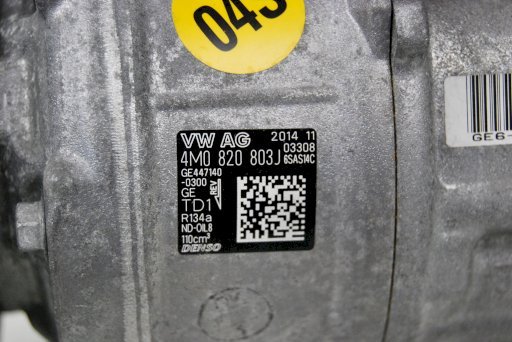 043
VW AG 2014 11
03308
4M0 820 803J 6SAS14C
GE447140
-0300
GE REV
TD1
R134a
ND-OIL8
110cm³
DENSO
GE6-